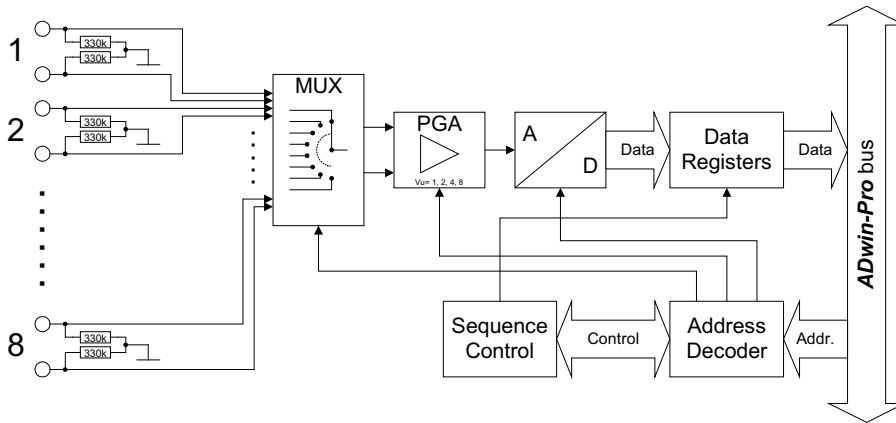 1
330k
330k
2
330k
330k
8
330k
330k
MUX
PGA
Vu= 1, 2, 4, 8
A
D
Data
Data
Registers
Data
Sequence
Control
Control
Address
Decoder
Addr.
ADwin-Pro bus